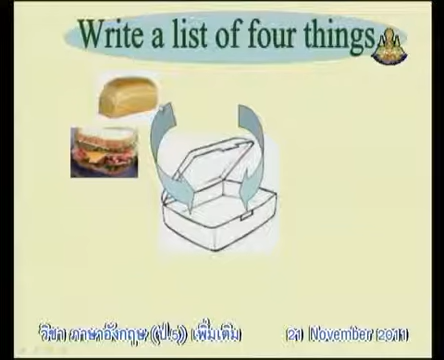 Write a list of four things
วิชา ภาษาอังกฤษ (ป.5) เพิ่มเติม 21 November 2011